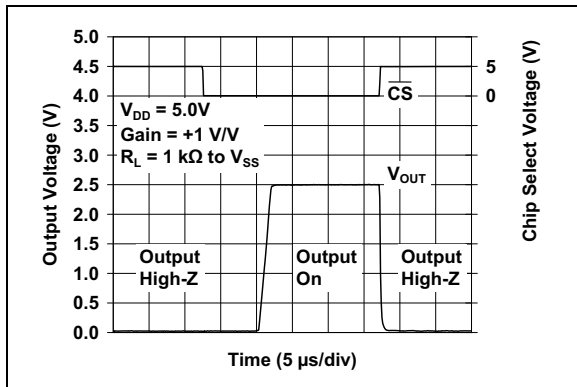 5.0
4.5
4.0
3.5
3.0
2.5
2.0
1.5
1.0
0.5
0.0
Output Voltage (V)
V_DD = 5.0V
Gain = +1 V/V
R_L = 1 kΩ to V_SS
CS
V_OUT
Output
High-Z
Output
On
Output
High-Z
5
0
Chip Select Voltage (V)
Time (5 µs/div)